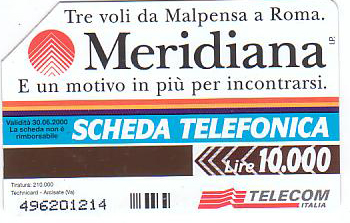 Tre voli da Malpensa a Roma.
Meridiana
I.P.
E un motivo in più per incontrarsi.
Validità 30.06.2000
La scheda non è
rimborsabile
SCHEDA TELEFONICA
Lire 10.000
Tiratura: 210.000
Technicard - Arcisate (Va)
496201214
TELECOM
ITALIA